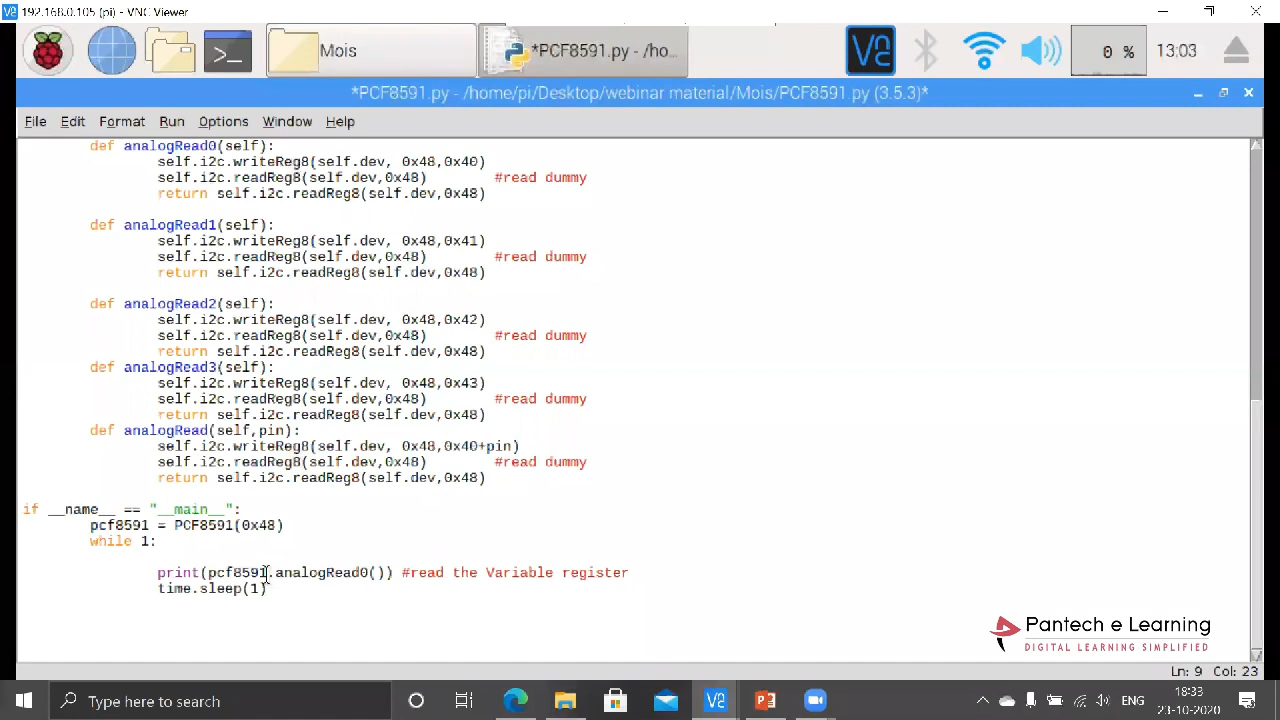 192.168.0.105 (pi) - VNC Viewer
Mois
*PCF8591.py - /ho...
0 %
13:03
*PCF8591.py - /home/pi/Desktop/webinar material/Mois/PCF8591.py (3.5.3)*
File Edit Format Run Options Window Help
def analogRead0(self):
self.i2c.writeReg8(self.dev, 0x48,0x40)
self.i2c.readReg8(self.dev,0x48) #read dummy
return self.i2c.readReg8(self.dev,0x48)
def analogRead1(self):
self.i2c.writeReg8(self.dev, 0x48,0x41)
self.i2c.readReg8(self.dev,0x48) #read dummy
return self.i2c.readReg8(self.dev,0x48)
def analogRead2(self):
self.i2c.writeReg8(self.dev, 0x48,0x42)
self.i2c.readReg8(self.dev,0x48) #read dummy
return self.i2c.readReg8(self.dev,0x48)
def analogRead3(self):
self.i2c.writeReg8(self.dev, 0x48,0x43)
self.i2c.readReg8(self.dev,0x48) #read dummy
return self.i2c.readReg8(self.dev,0x48)
def analogRead(self,pin):
self.i2c.writeReg8(self.dev, 0x48,0x40+pin)
self.i2c.readReg8(self.dev,0x48) #read dummy
return self.i2c.readReg8(self.dev,0x48)
if __name__ == "__main__":
pcf8591 = PCF8591(0x48)
while 1:
print(pcf8591.analogRead0()) #read the Variable register
time.sleep(1)
Pantech e Learning
DIGITAL LEARNING SIMPLIFIED
Ln: 9 Col: 23
Type here to search
ENG
18:33
23-10-2020